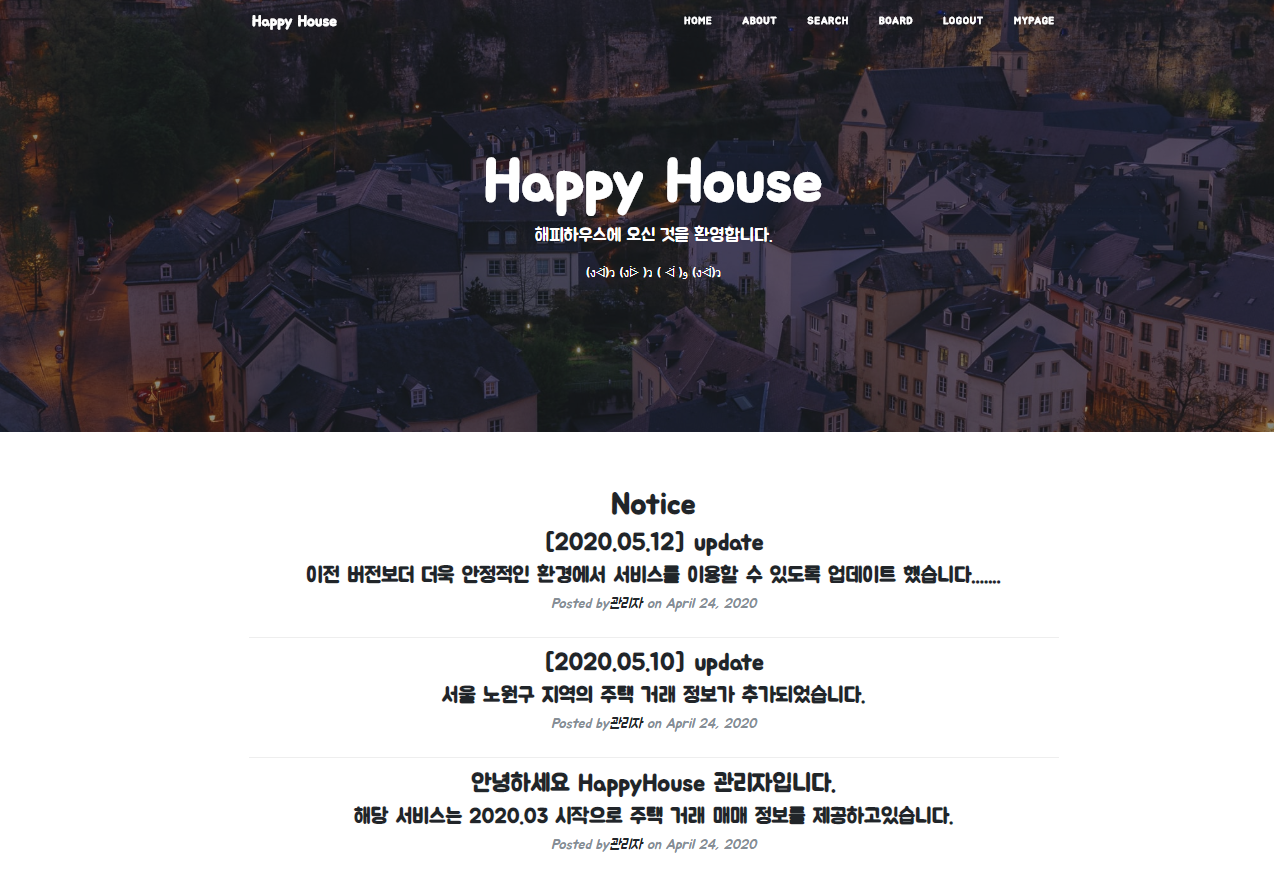 Happy House
HOME ABOUT SEARCH BOARD LOGOUT MYPAGE
Happy House
해피하우스에 오신 것을 환영합니다.
Notice
[2020.05.12] update
이전 버전보더 더욱 안정적인 환경에서 서비스를 이용할 수 있도록 업데이트 했습니다.......
Posted by관리자 on April 24, 2020
[2020.05.10] update
서울 노원구 지역의 주택 거래 정보가 추가되었습니다.
Posted by관리자 on April 24, 2020
안녕하세요 HappyHouse 관리자입니다.
해당 서비스는 2020.03 시작으로 주택 거래 매매 정보를 제공하고있습니다.
Posted by관리자 on April 24, 2020